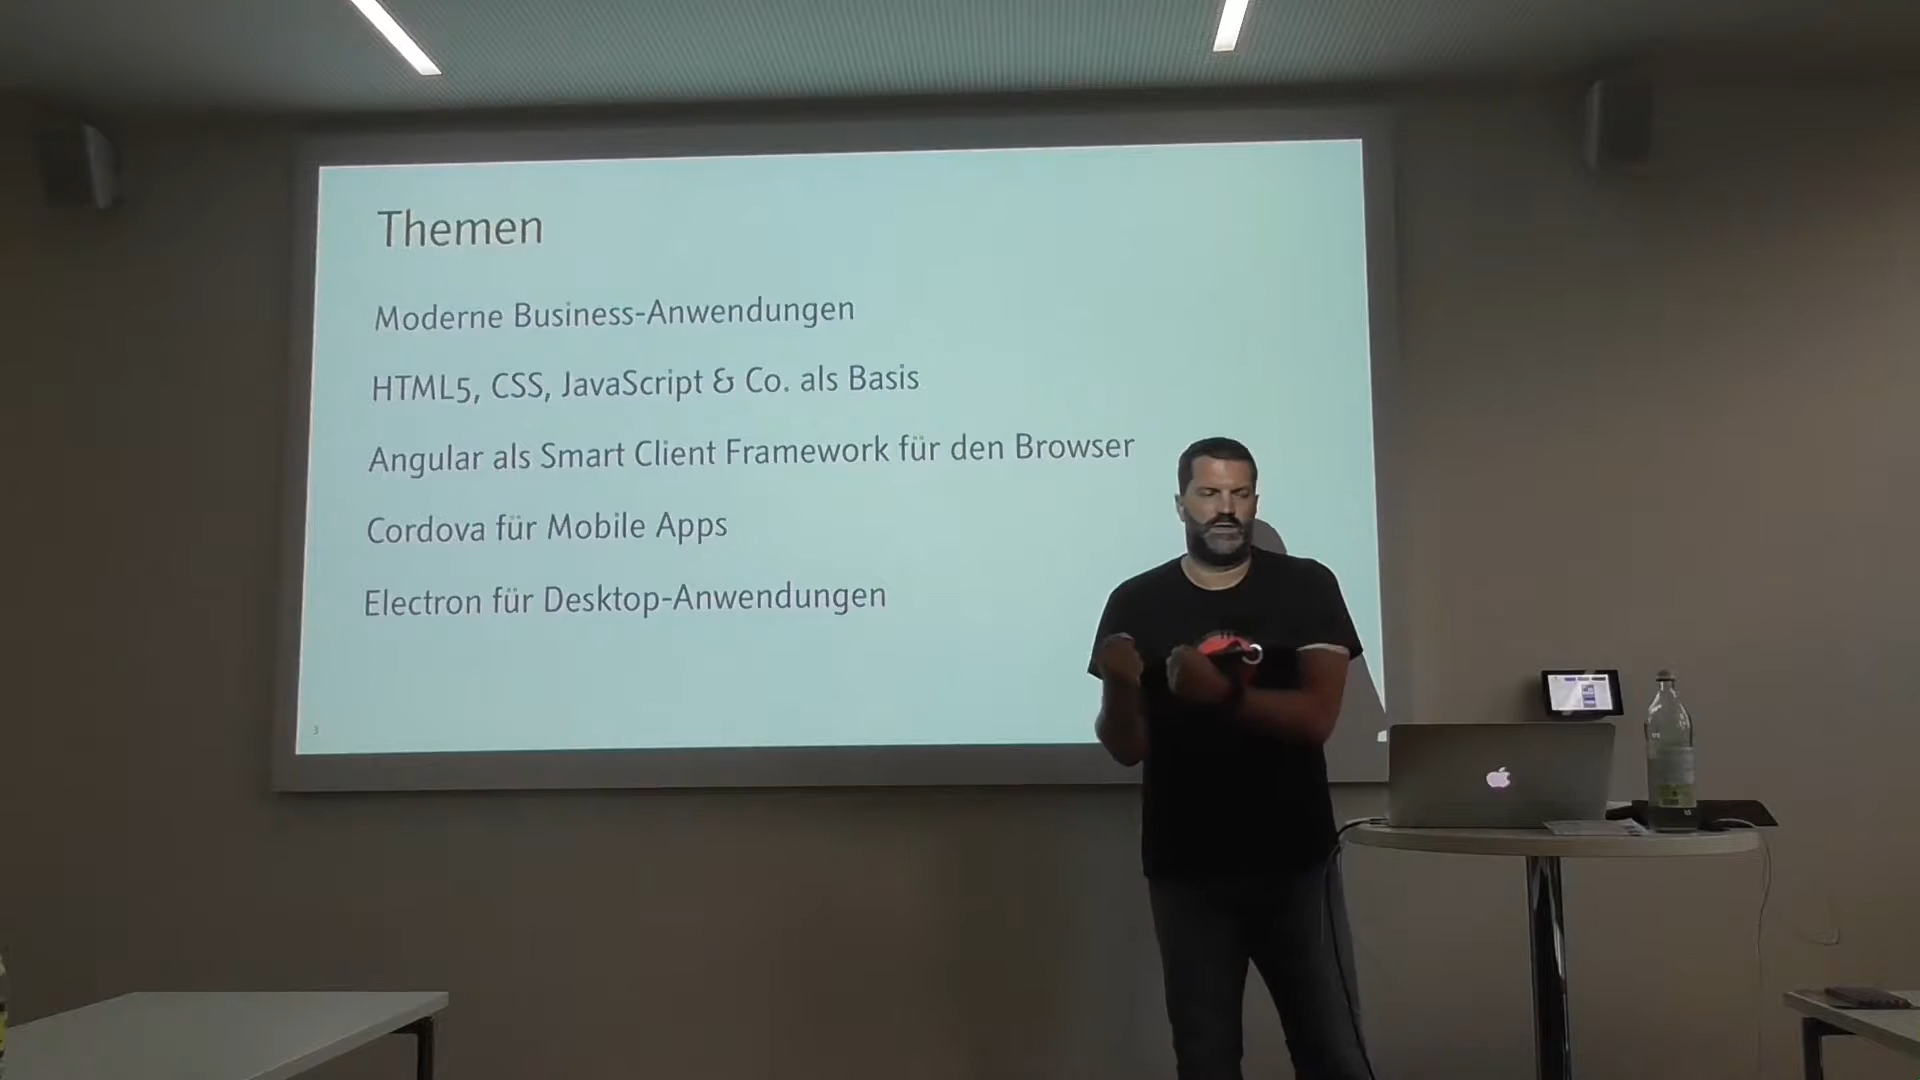 Themen
Moderne Business-Anwendungen
HTML5, CSS, JavaScript & Co. als Basis
Angular als Smart Client Framework für den Browser
Cordova für Mobile Apps
Electron für Desktop-Anwendungen
3